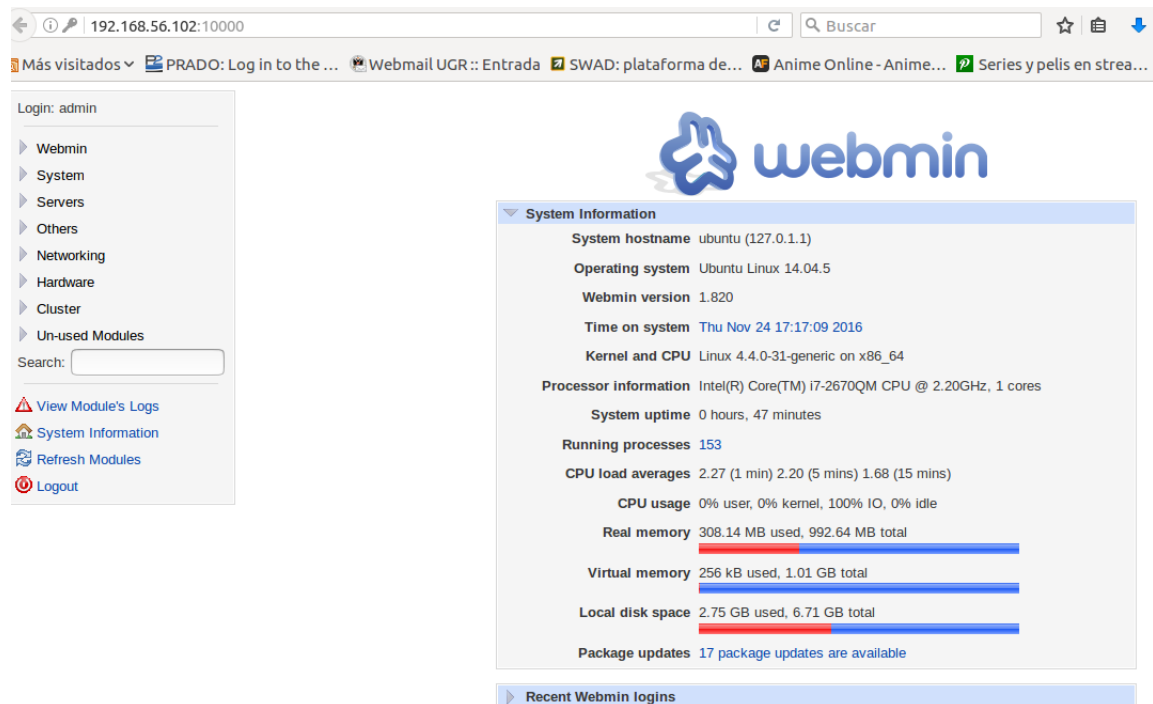 192.168.56.102:10000
Buscar
Más visitados
PRADO: Log in to the ...
Webmail UGR :: Entrada
SWAD: plataforma de...
AF Anime Online - Anime...
Series y pelis en strea...
Login: admin
Webmin
System
Servers
Others
Networking
Hardware
Cluster
Un-used Modules
Search:
View Module's Logs
System Information
Refresh Modules
Logout
webmin
System Information
System hostname ubuntu (127.0.1.1)
Operating system Ubuntu Linux 14.04.5
Webmin version 1.820
Time on system Thu Nov 24 17:17:09 2016
Kernel and CPU Linux 4.4.0-31-generic on x86_64
Processor information Intel(R) Core(TM) i7-2670QM CPU @ 2.20GHz, 1 cores
System uptime 0 hours, 47 minutes
Running processes 153
CPU load averages 2.27 (1 min) 2.20 (5 mins) 1.68 (15 mins)
CPU usage 0% user, 0% kernel, 100% IO, 0% idle
Real memory 308.14 MB used, 992.64 MB total
Virtual memory 256 kB used, 1.01 GB total
Local disk space 2.75 GB used, 6.71 GB total
Package updates 17 package updates are available
Recent Webmin logins